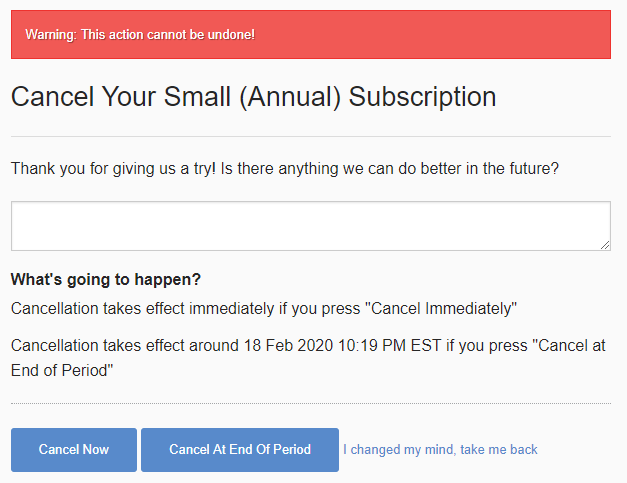 Warning: This action cannot be undone!
Cancel Your Small (Annual) Subscription
Thank you for giving us a try! Is there anything we can do better in the future?
What's going to happen?
Cancellation takes effect immediately if you press "Cancel Immediately"
Cancellation takes effect around 18 Feb 2020 10:19 PM EST if you press "Cancel at
End of Period"
Cancel Now
Cancel At End Of Period
I changed my mind, take me back